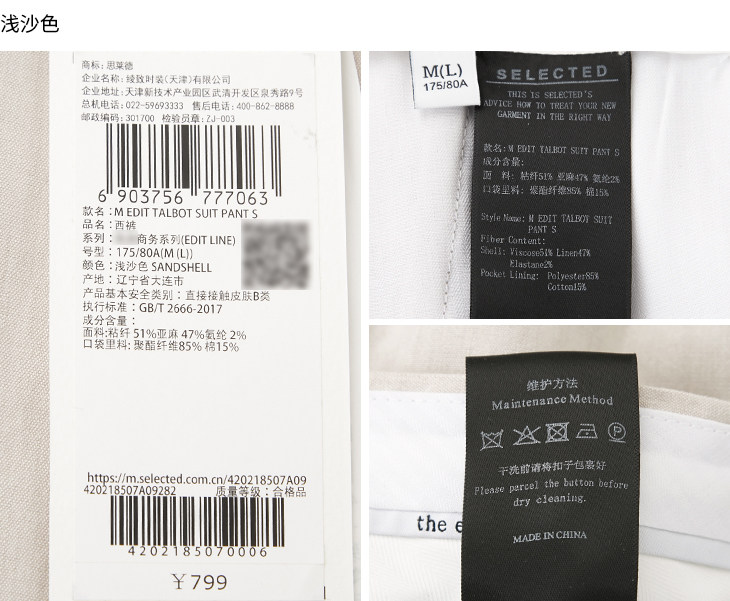 浅沙色
商标：思莱德
企业名称：绫致时装（天津）有限公司
企业地址：天津新技术产业园区武清开发区泉秀路9号
总机电话：022-59693333 售后电话：400-862-8888
邮政编码：301700 检验员章：ZJ-003
6 903756 777063
款名：M EDIT TALBOT SUIT PANT S
品名：西裤
系列：商务系列(EDIT LINE)
号型：175/80A(M (L))
颜色：浅沙色 SANDSHELL
产地：辽宁省大连市
产品基本安全类别：直接接触皮肤B类
执行标准：GB/T 2666-2017
成分含量：
面料:粘纤 51%亚麻 47%氨纶 2%
口袋里料：聚酯纤维85% 棉15%
https://m.selected.com.cn/420218507A09
420218507A09282 质量等级：合格品
4202185070006
￥799
M(L)
175/80A
SELECTED
THIS IS SELECTED'S
ADVICE HOW TO TREAT YOUR NEW
GARMENT IN THE RIGHT WAY
款名: M EDIT TALBOT SUIT PANT S
成分含量:
面 料: 粘纤51% 亚麻47% 氨纶2%
口袋里料: 聚酯纤维85% 棉15%
Style Name: M EDIT TALBOT SUIT
PANT S
Fiber Content:
Shell: Viscose51% Linen47%
Elastane2%
Pocket Lining: Polyester85%
Cotton15%
维护方法
Maintenance Method
干洗前请将扣子包裹好
Please parcel the button before
dry cleaning.
MADE IN CHINA
the e